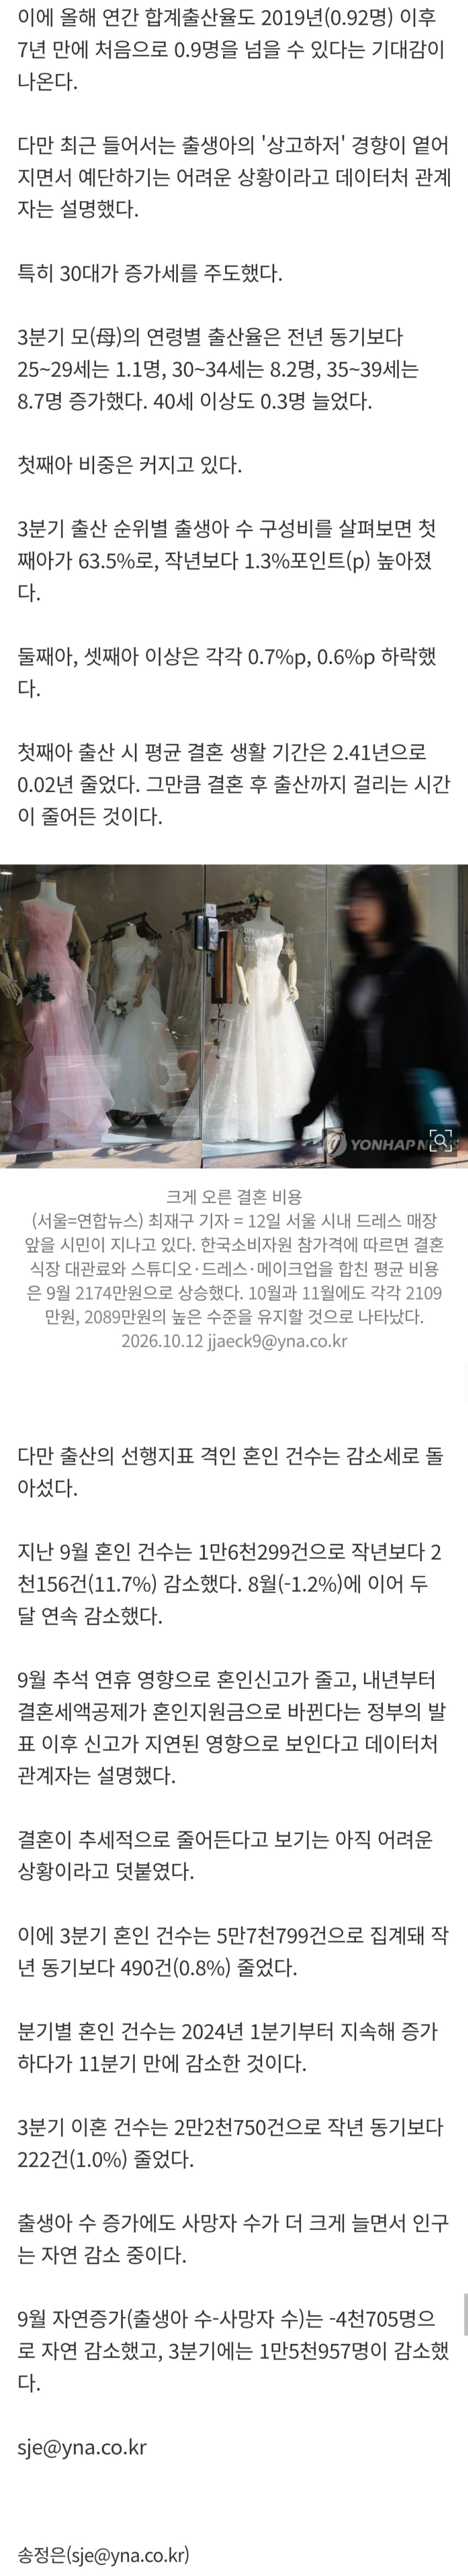 이에 올해 연간 합계출산율도 2019년(0.92명) 이후
7년 만에 처음으로 0.9명을 넘을 수 있다는 기대감이
나온다.
다만 최근 들어서는 출생아의 '상고하저' 경향이 옅어
지면서 예단하기는 어려운 상황이라고 데이터처 관계
자는 설명했다.
특히 30대가 증가세를 주도했다.
3분기 모(母)의 연령별 출산율은 전년 동기보다
25~29세는 1.1명, 30~34세는 8.2명, 35~39세는
8.7명 증가했다. 40세 이상도 0.3명 늘었다.
첫째아 비중은 커지고 있다.
3분기 출산 순위별 출생아 수 구성비를 살펴보면 첫
째아가 63.5%로, 작년보다 1.3%포인트(p) 높아졌
다.
둘째아, 셋째아 이상은 각각 0.7%p, 0.6%p 하락했
다.
첫째아 출산 시 평균 결혼 생활 기간은 2.41년으로
0.02년 줄었다. 그만큼 결혼 후 출산까지 걸리는 시간
이 줄어든 것이다.
YONHAP N
크게 오른 결혼 비용
(서울=연합뉴스) 최재구 기자 = 12일 서울 시내 드레스 매장
앞을 시민이 지나고 있다. 한국소비자원 참가격에 따르면 결혼
식장 대관료와 스튜디오·드레스·메이크업을 합친 평균 비용
은 9월 2174만원으로 상승했다. 10월과 11월에도 각각 2109
만원, 2089만원의 높은 수준을 유지할 것으로 나타났다.
2026.10.12 jjaeck9@yna.co.kr
다만 출산의 선행지표 격인 혼인 건수는 감소세로 돌
아섰다.
지난 9월 혼인 건수는 1만6천299건으로 작년보다 2
천156건(11.7%) 감소했다. 8월(-1.2%)에 이어 두
달 연속 감소했다.
9월 추석 연휴 영향으로 혼인신고가 줄고, 내년부터
결혼세액공제가 혼인지원금으로 바뀐다는 정부의 발
표 이후 신고가 지연된 영향으로 보인다고 데이터처
관계자는 설명했다.
결혼이 추세적으로 줄어든다고 보기는 아직 어려운
상황이라고 덧붙였다.
이에 3분기 혼인 건수는 5만7천799건으로 집계돼 작
년 동기보다 490건(0.8%) 줄었다.
분기별 혼인 건수는 2024년 1분기부터 지속해 증가
하다가 11분기 만에 감소한 것이다.
3분기 이혼 건수는 2만2천750건으로 작년 동기보다
222건(1.0%) 줄었다.
출생아 수 증가에도 사망자 수가 더 크게 늘면서 인구
는 자연 감소 중이다.
9월 자연증가(출생아 수-사망자 수)는 -4천705명으
로 자연 감소했고, 3분기에는 1만5천957명이 감소했
다.
sje@yna.co.kr
송정은(sje@yna.co.kr)